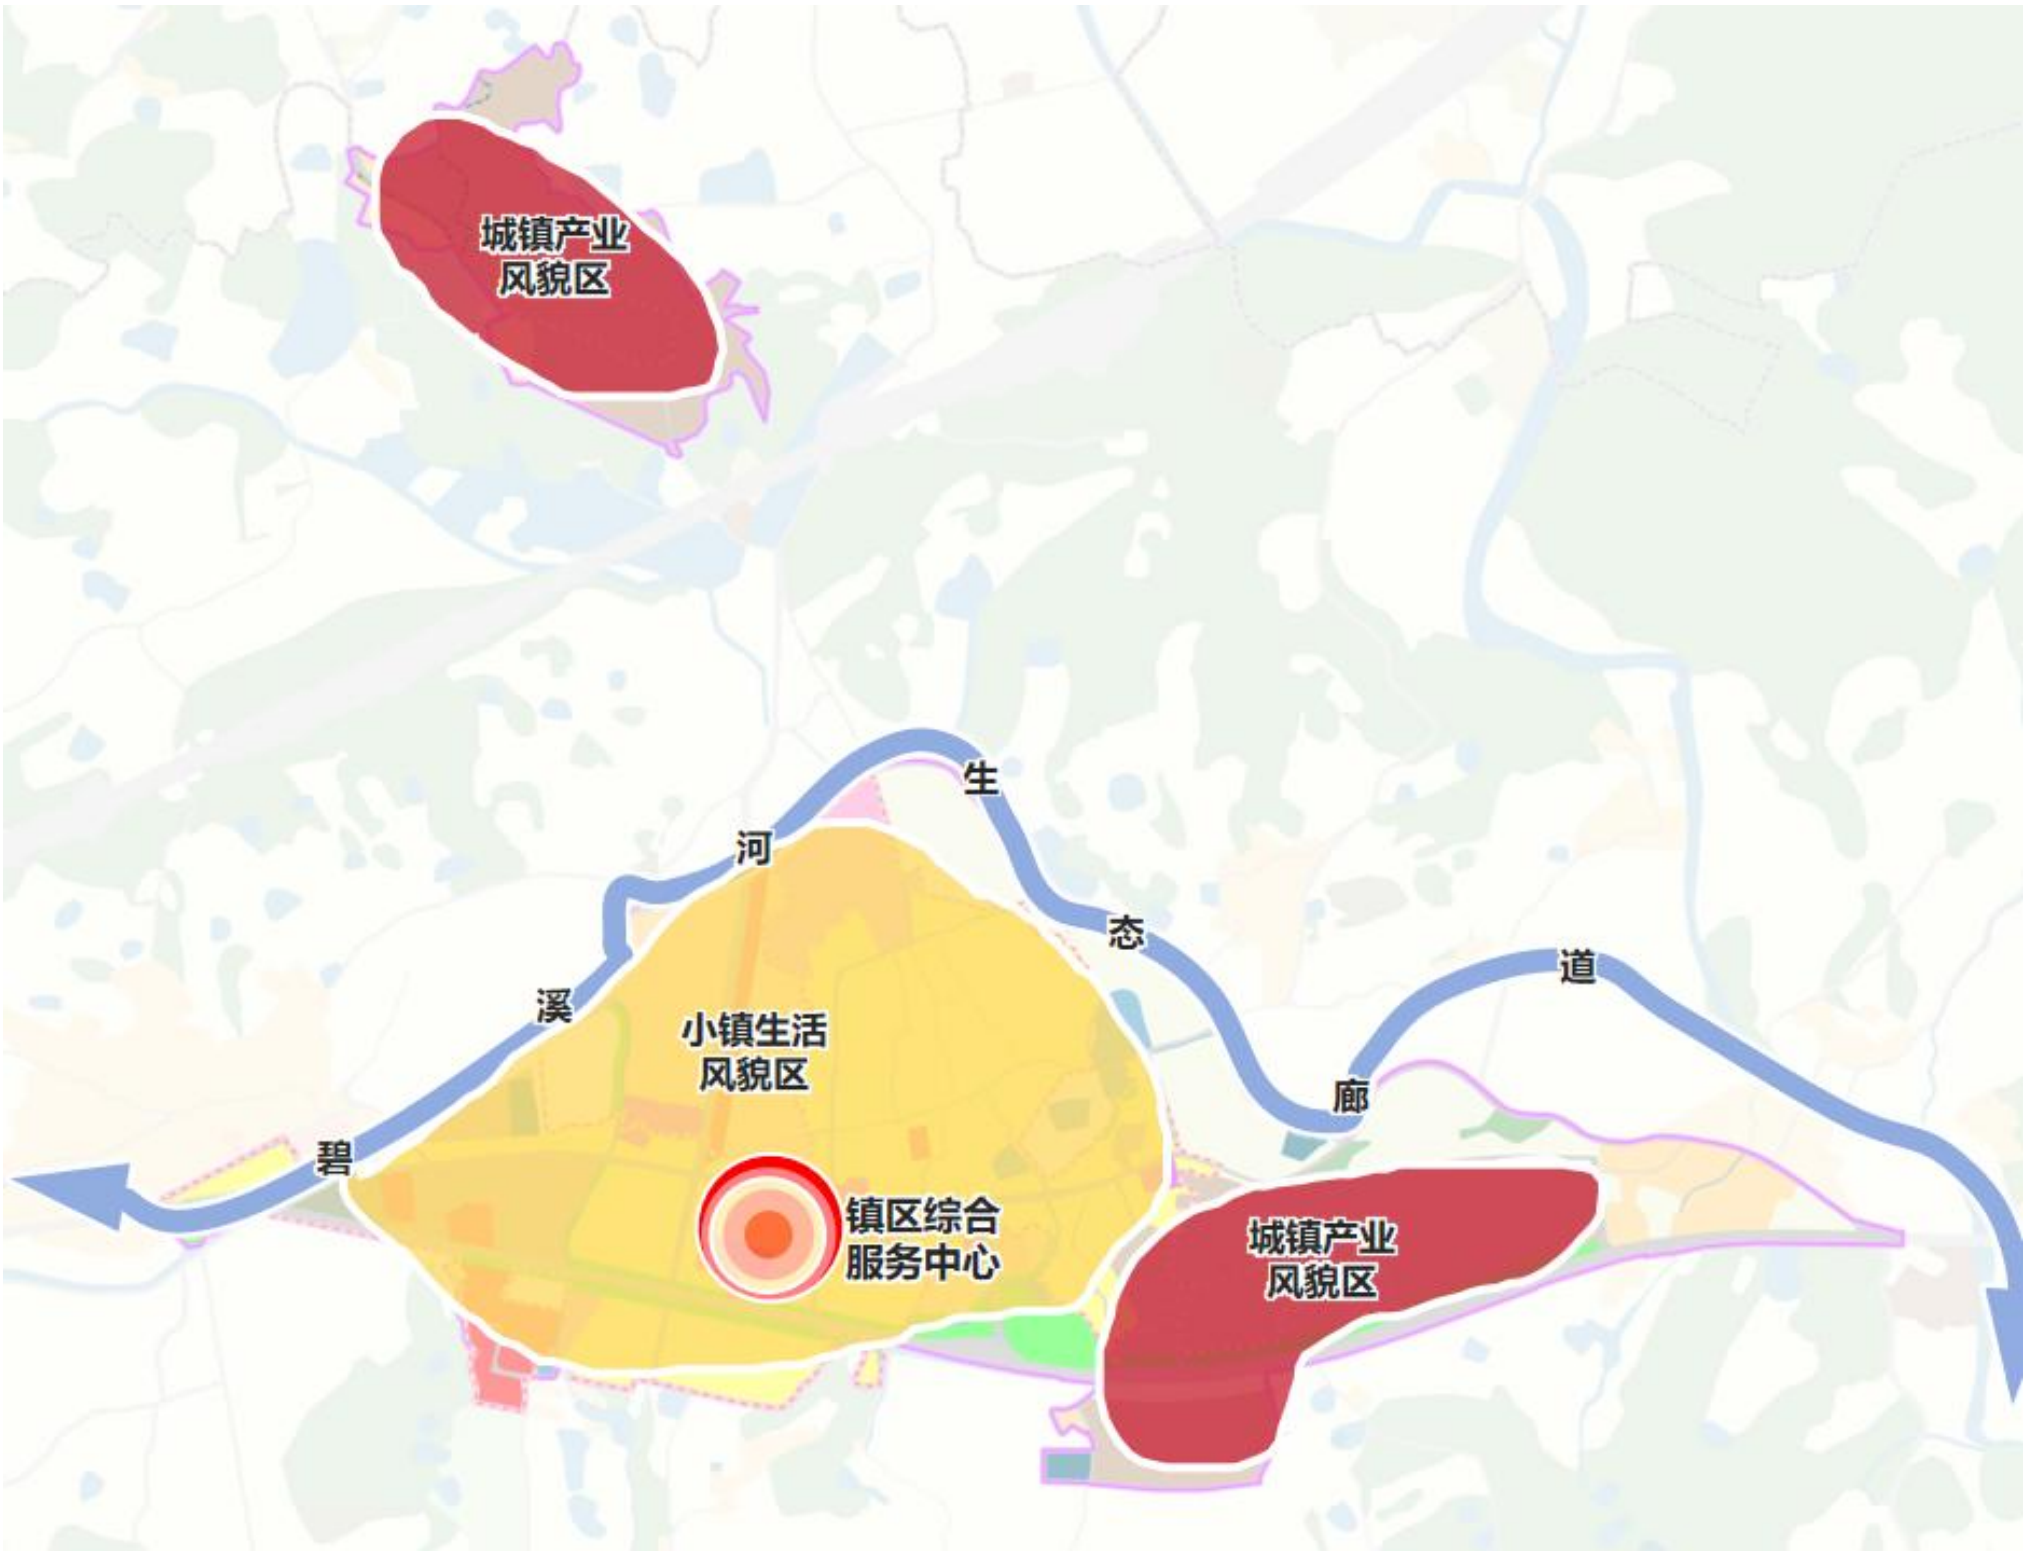 城镇产业
风貌区
碧溪河生态廊道
小镇生活
风貌区
镇区综合
服务中心
城镇产业
风貌区